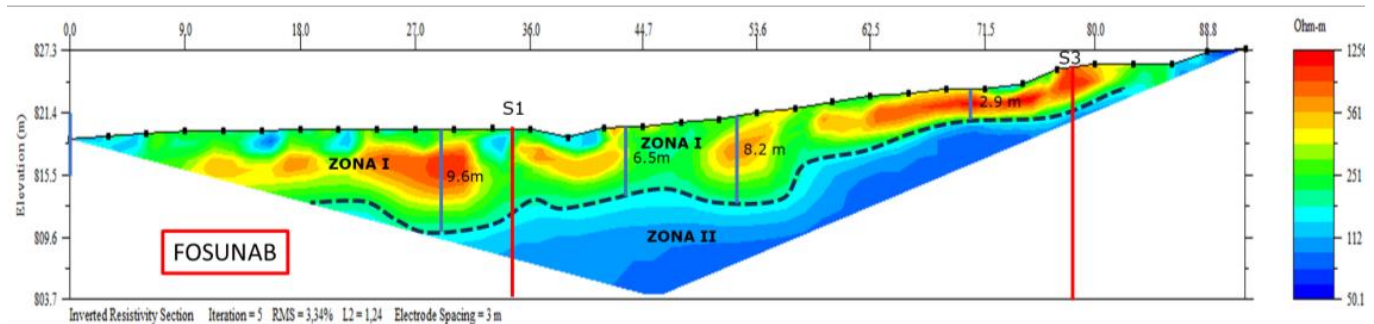 0.0 9.0 18.0 27.0 36.0 44.7 53.6 62.5 71.5 80.0 88.8
Ohm-m
827.3
1256
S3
S1
2.9 m
821.4
561
ZONA I
ZONA I
8.2 m
6.5m
9.6m
815.5
251
Elevation (m)
ZONA II
809.6
112
FOSUNAB
803.7
50.1
Inverted Resistivity Section Iteration = 5 RMS = 3,34% L2 = 1,24 Electrode Spacing = 3 m